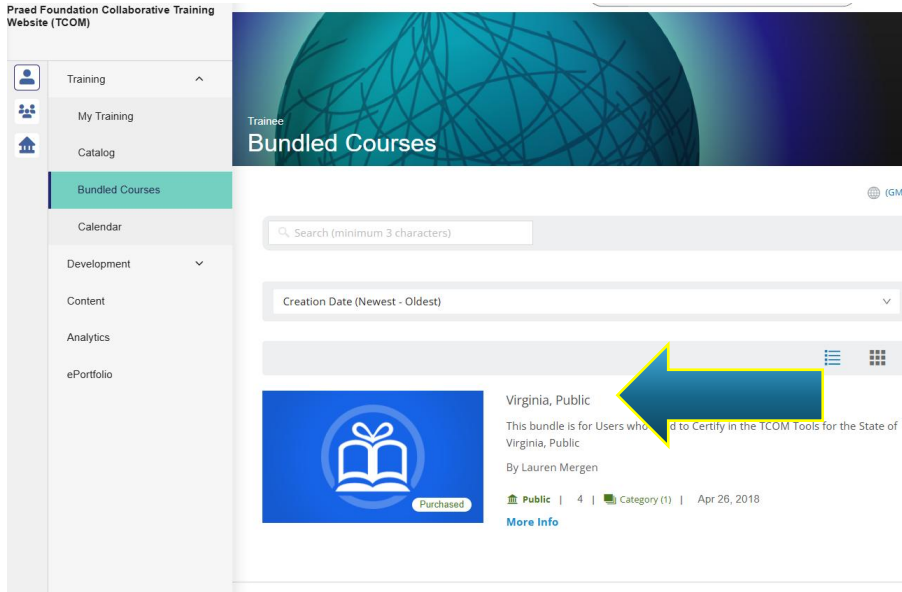 Praed Foundation Collaborative Training
Website (TCOM)
Training
My Training
Catalog
Bundled Courses
Calendar
Development
Content
Analytics
ePortfolio
Trainee
Bundled Courses
(GM
Search (minimum 3 characters)
Creation Date (Newest - Oldest)
Purchased
Virginia, Public
This bundle is for Users who d to Certify in the TCOM Tools for the State of
Virginia, Public
By Lauren Mergen
Public | 4 | Category (1) | Apr 26, 2018
More Info